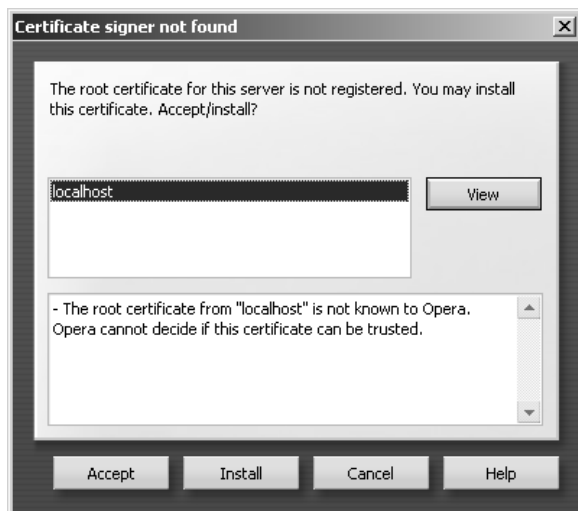 Certificate signer not found
The root certificate for this server is not registered. You may install
this certificate. Accept/install?
localhost
View
- The root certificate from "localhost" is not known to Opera.
Opera cannot decide if this certificate can be trusted.
Accept Install Cancel Help